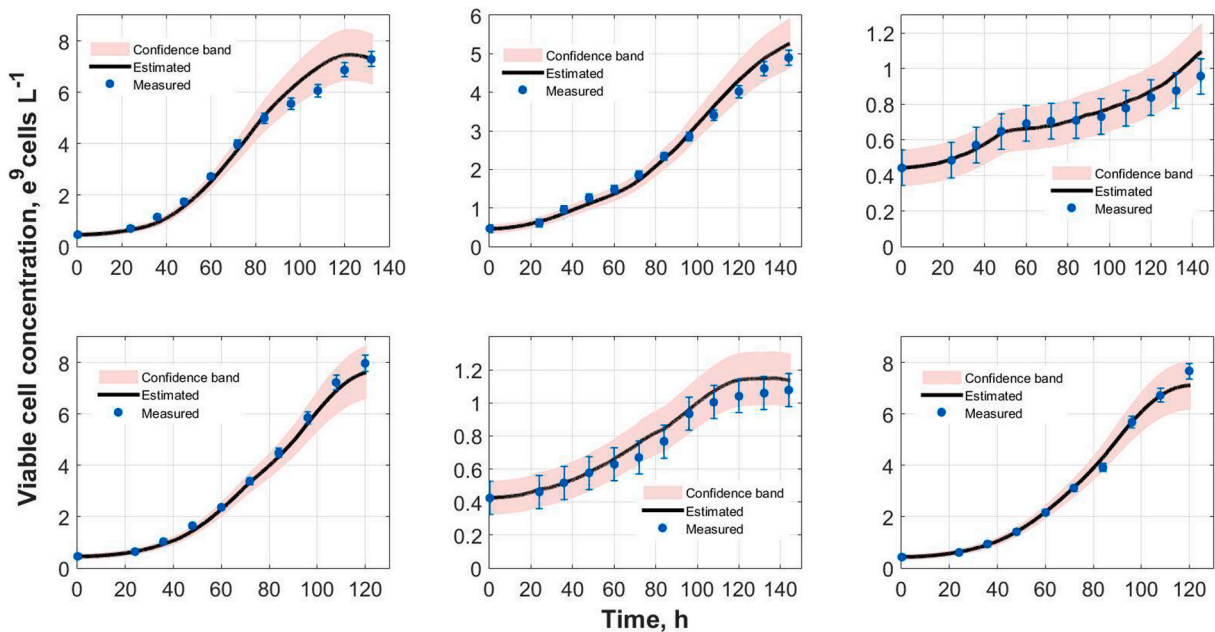 Viable cell concentration, e⁹cells L⁻¹
8
6
4
2
0
Confidence band
Estimated
Measured
0 20 40 60 80 100 120 140
6
5
4
3
2
1
0
Confidence band
Estimated
Measured
0 20 40 60 80 100 120 140
1.2
1
0.8
0.6
0.4
0.2
0
Confidence band
Estimated
Measured
0 20 40 60 80 100 120 140
8
6
4
2
0
Confidence band
Estimated
Measured
0 20 40 60 80 100 120
1.2
1.0
0.8
0.6
0.4
0.2
0
Confidence band
Estimated
Measured
0 20 40 60 80 100 120 140
8
6
4
2
0
Confidence band
Estimated
Measured
0 20 40 60 80 100 120
Time, h